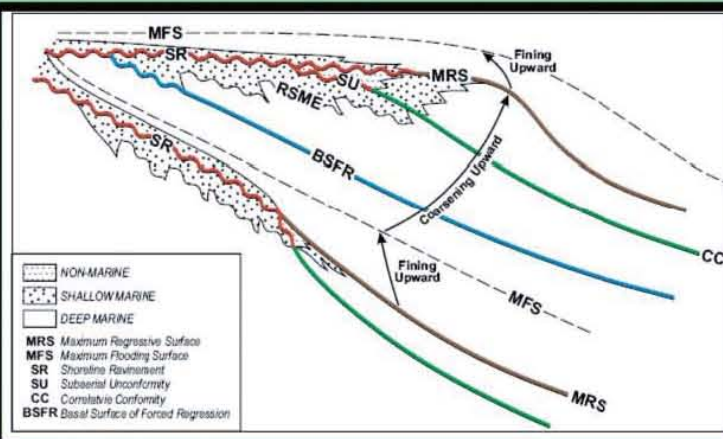 MFS
SR
Fining
Upward
MRS
SU
RSME
BSFR
SR
Coarsening Upward
CC
Fining
Upward
MFS
MRS
NON-MARINE
SHALLOW MARINE
DEEP MARINE
MRS Maximum Regressive Surface
MFS Maximum Flooding Surface
SR Shoreline Ravinement
SU Subaerial Unconformity
CC Correlative Conformity
BSFR Basal Surface of Forced Regression